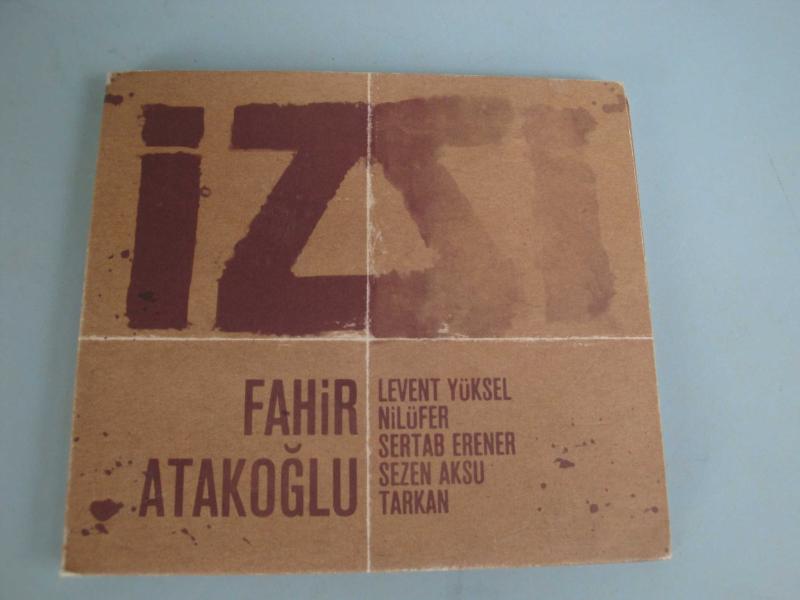 İZ
FAHİR
ATAKOĞLU
LEVENT YÜKSEL
NİLÜFER
SERTAB ERENER
SEZEN AKSU
TARKAN